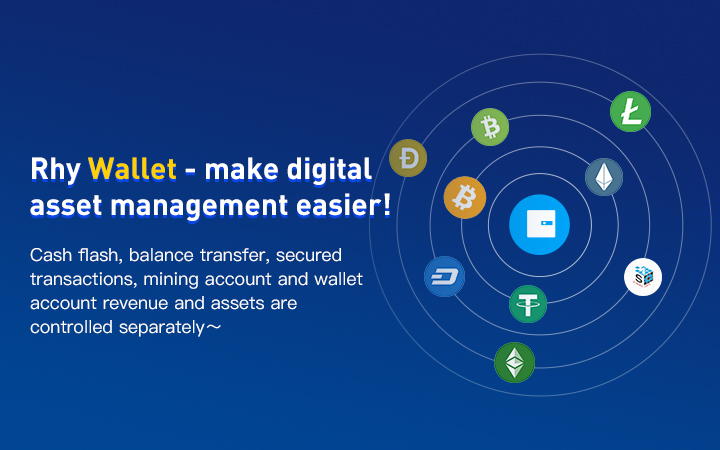 Rhy Wallet - make digital
asset management easier!
Cash flash, balance transfer, secured
transactions, mining account and wallet
account revenue and assets are
controlled separately～